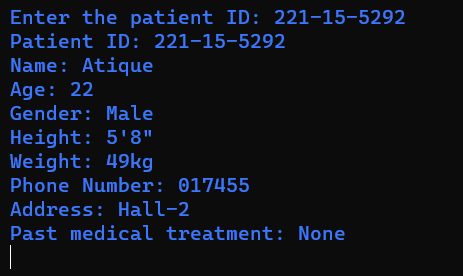 Enter the patient ID: 221-15-5292
Patient ID: 221-15-5292
Name: Atique
Age: 22
Gender: Male
Height: 5'8"
Weight: 49kg
Phone Number: 017455
Address: Hall-2
Past medical treatment: None